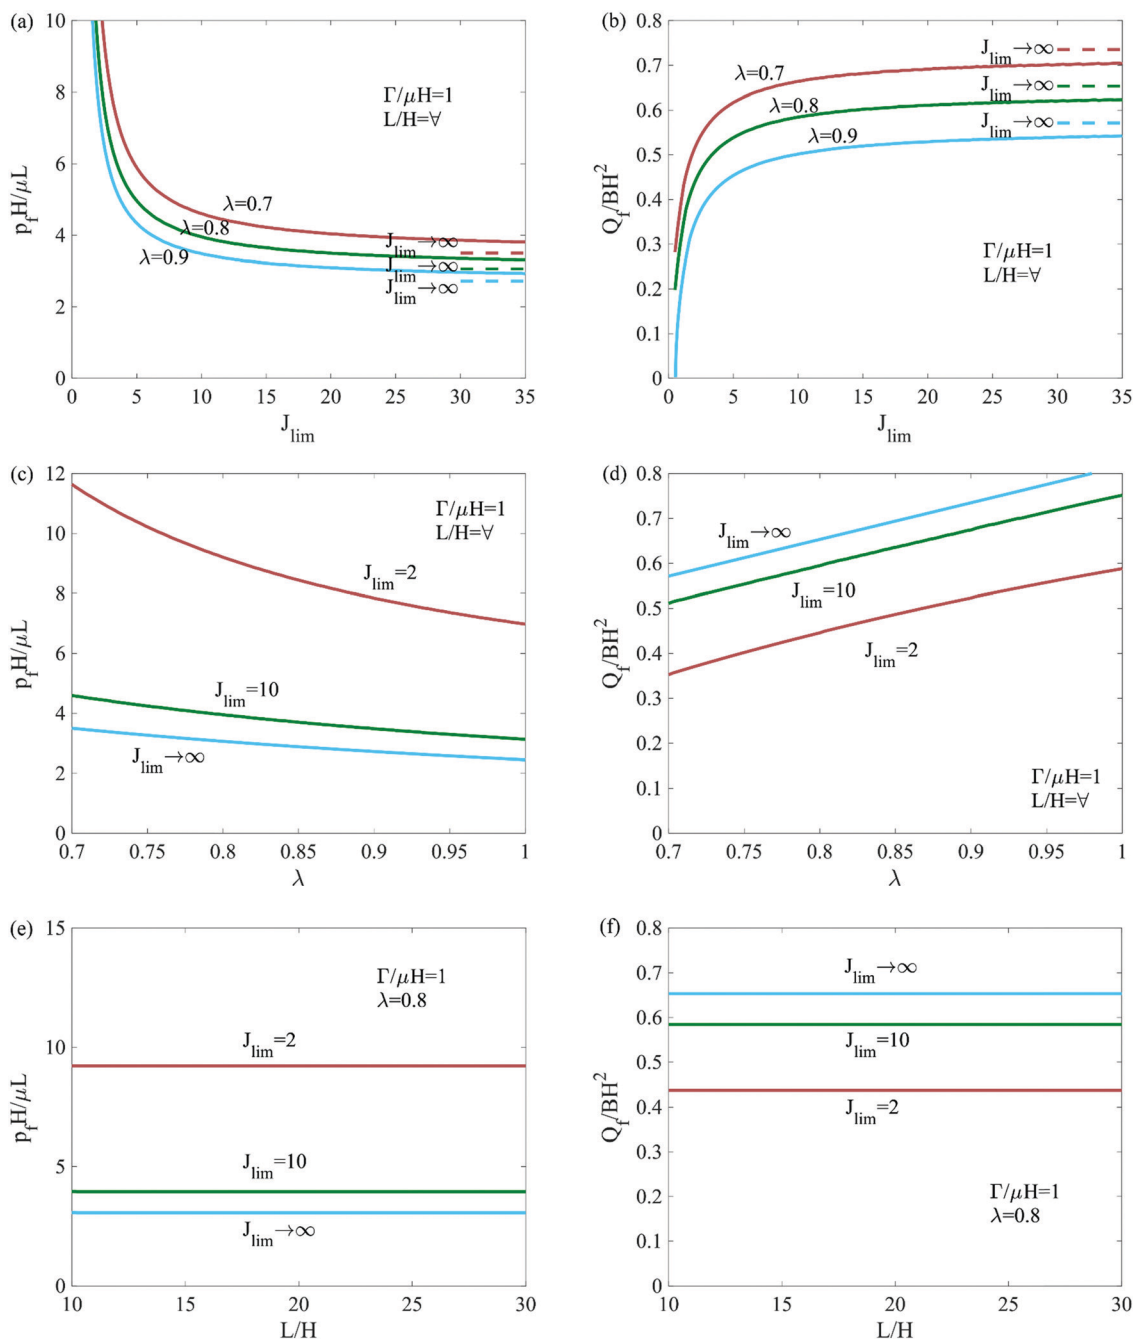 (a)
10
8
6
4
2
0
p_f H/μL
Γ/μH=1
L/H=∀
λ=0.7
λ=0.8
λ=0.9
J_lim→∞
J_lim→∞
J_lim→∞
0 5 10 15 20 25 30 35
J_lim
(b)
0.8
0.7
0.6
0.5
0.4
0.3
0.2
0.1
0
Q_f/BH²
J_lim→∞
J_lim→∞
J_lim→∞
λ=0.7
λ=0.8
λ=0.9
Γ/μH=1
L/H=∀
0 5 10 15 20 25 30 35
J_lim
(c)
12
10
8
6
4
2
0
p_f H/μL
Γ/μH=1
L/H=∀
J_lim=2
J_lim=10
J_lim→∞
0.7 0.75 0.8 0.85 0.9 0.95 1
λ
(d)
0.8
0.7
0.6
0.5
0.4
0.3
0.2
0.1
0
Q_f/BH²
J_lim→∞
J_lim=10
J_lim=2
Γ/μH=1
L/H=∀
0.7 0.75 0.8 0.85 0.9 0.95 1
λ
(e)
15
10
5
0
p_f H/μL
Γ/μH=1
λ=0.8
J_lim=2
J_lim=10
J_lim→∞
10 15 20 25 30
L/H
(f)
0.8
0.7
0.6
0.5
0.4
0.3
0.2
0.1
0
Q_f/BH²
J_lim→∞
J_lim=10
J_lim=2
Γ/μH=1
λ=0.8
10 15 20 25 30
L/H